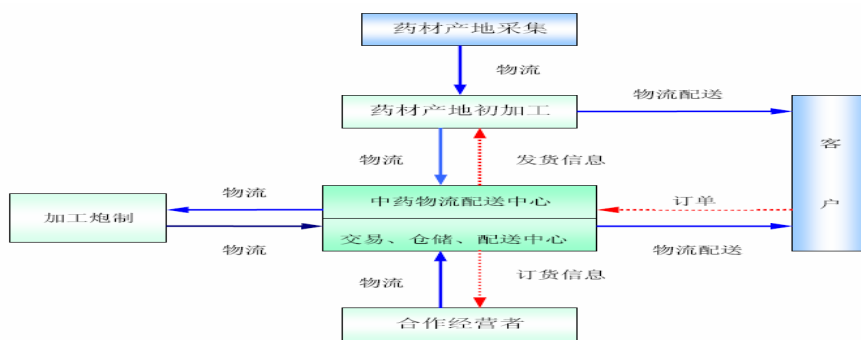 药材产地采集
物流
药材产地初加工
物流配送
客户
物流
发货信息
物流
中药物流配送中心
订单
加工炮制
交易、仓储、配送中心
物流
物流配送
物流
订货信息
合作经营者